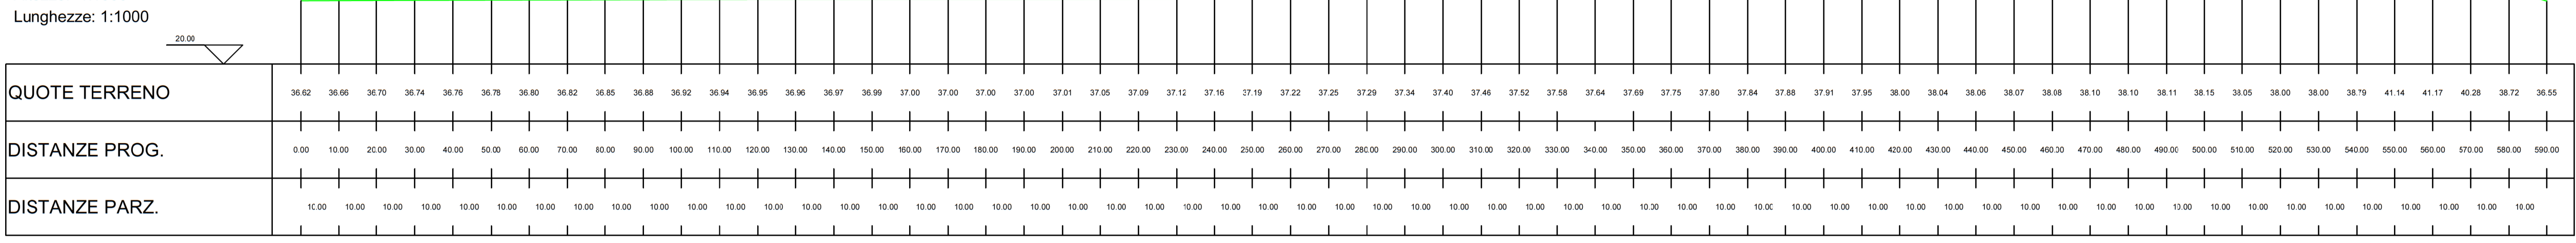 Lunghezze: 1:1000
20.00
QUOTE TERRENO 36.62 36.66 36.70 36.74 36.76 36.78 36.80 36.82 36.85 36.88 36.92 36.94 36.95 36.96 36.97 36.99 37.00 37.00 37.00 37.00 37.01 37.05 37.09 37.12 37.16 37.19 37.22 37.25 37.29 37.34 37.40 37.46 37.52 37.58 37.64 37.69 37.75 37.80 37.84 37.88 37.91 37.95 38.00 38.04 38.06 38.07 38.08 38.10 38.10 38.11 38.15 38.05 38.00 38.00 38.79 41.14 41.17 40.28 38.72 36.55
DISTANZE PROG. 0.00 10.00 20.00 30.00 40.00 50.00 60.00 70.00 80.00 90.00 100.00 110.00 120.00 130.00 140.00 150.00 160.00 170.00 180.00 190.00 200.00 210.00 220.00 230.00 240.00 250.00 260.00 270.00 280.00 290.00 300.00 310.00 320.00 330.00 340.00 350.00 360.00 370.00 380.00 390.00 400.00 410.00 420.00 430.00 440.00 450.00 460.00 470.00 480.00 490.00 500.00 510.00 520.00 530.00 540.00 550.00 560.00 570.00 580.00 590.00
DISTANZE PARZ. 10.00 10.00 10.00 10.00 10.00 10.00 10.00 10.00 10.00 10.00 10.00 10.00 10.00 10.00 10.00 10.00 10.00 10.00 10.00 10.00 10.00 10.00 10.00 10.00 10.00 10.00 10.00 10.00 10.00 10.00 10.00 10.00 10.00 10.00 10.00 10.00 10.00 10.00 10.00 10.00 10.00 10.00 10.00 10.00 10.00 10.00 10.00 10.00 10.00 10.00 10.00 10.00 10.00 10.00 10.00 10.00 10.00 10.00 10.00